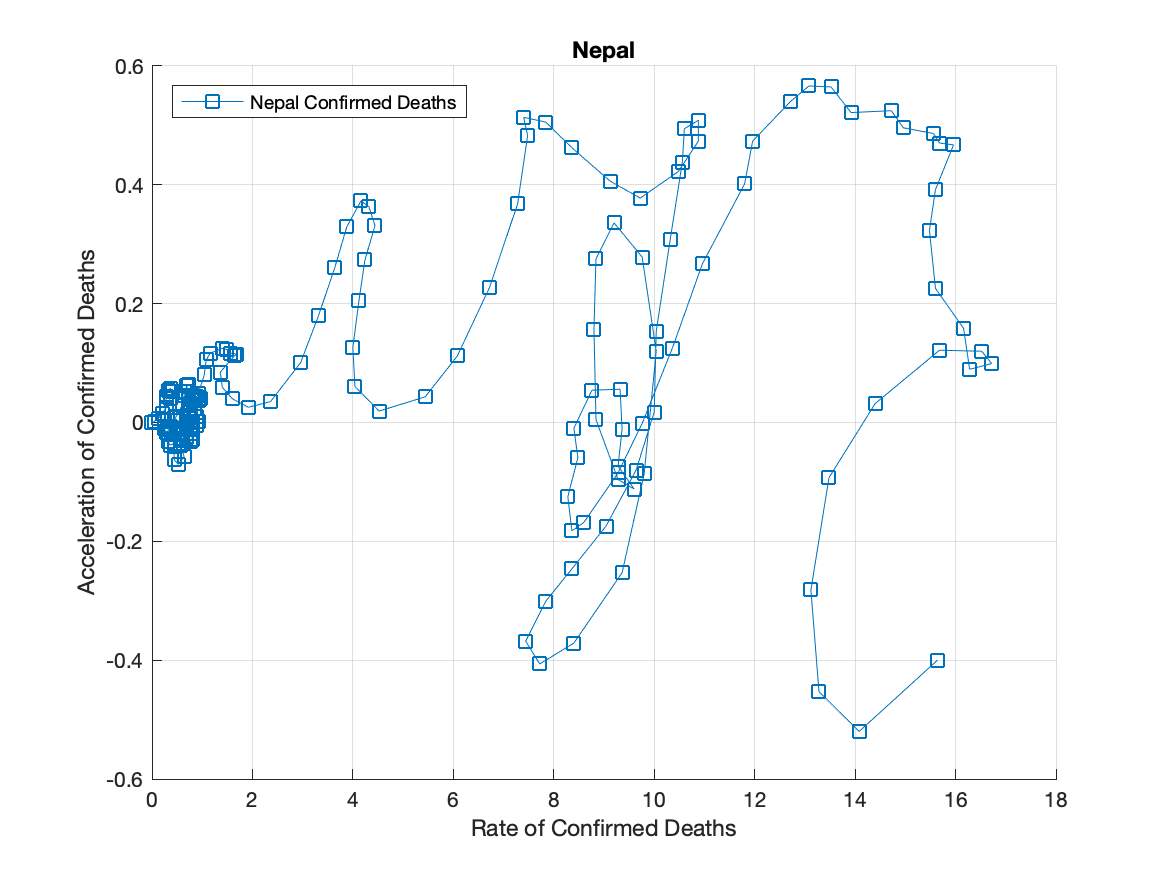 Nepal
Nepal Confirmed Deaths
0.6
0.4
0.2
0
-0.2
-0.4
-0.6
Acceleration of Confirmed Deaths
0 2 4 6 8 10 12 14 16 18
Rate of Confirmed Deaths